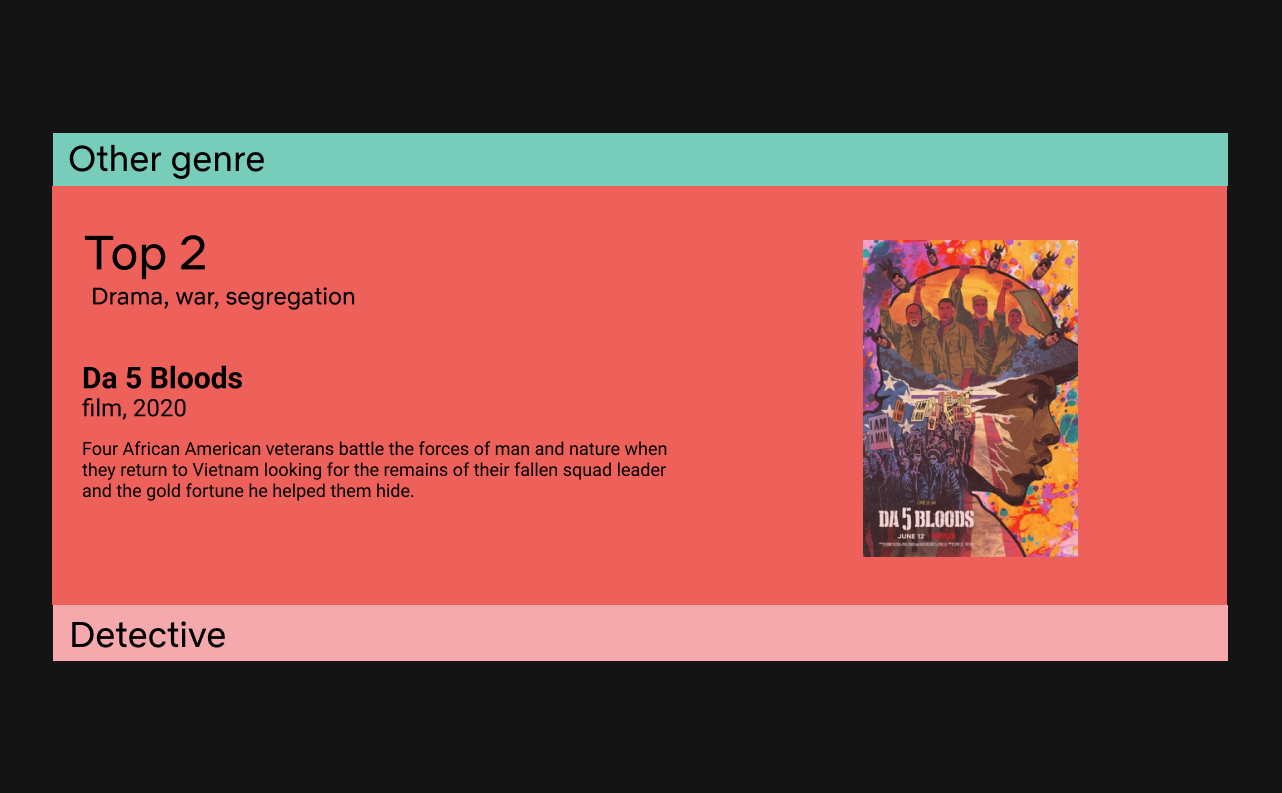 Other genre
Top 2
Drama, war, segregation
Da 5 Bloods
film, 2020
Four African American veterans battle the forces of man and nature when
they return to Vietnam looking for the remains of their fallen squad leader
and the gold fortune he helped them hide.
I AM
A MAN
DA 5 BLOODS
JUNE 12 NETFLIX
Detective